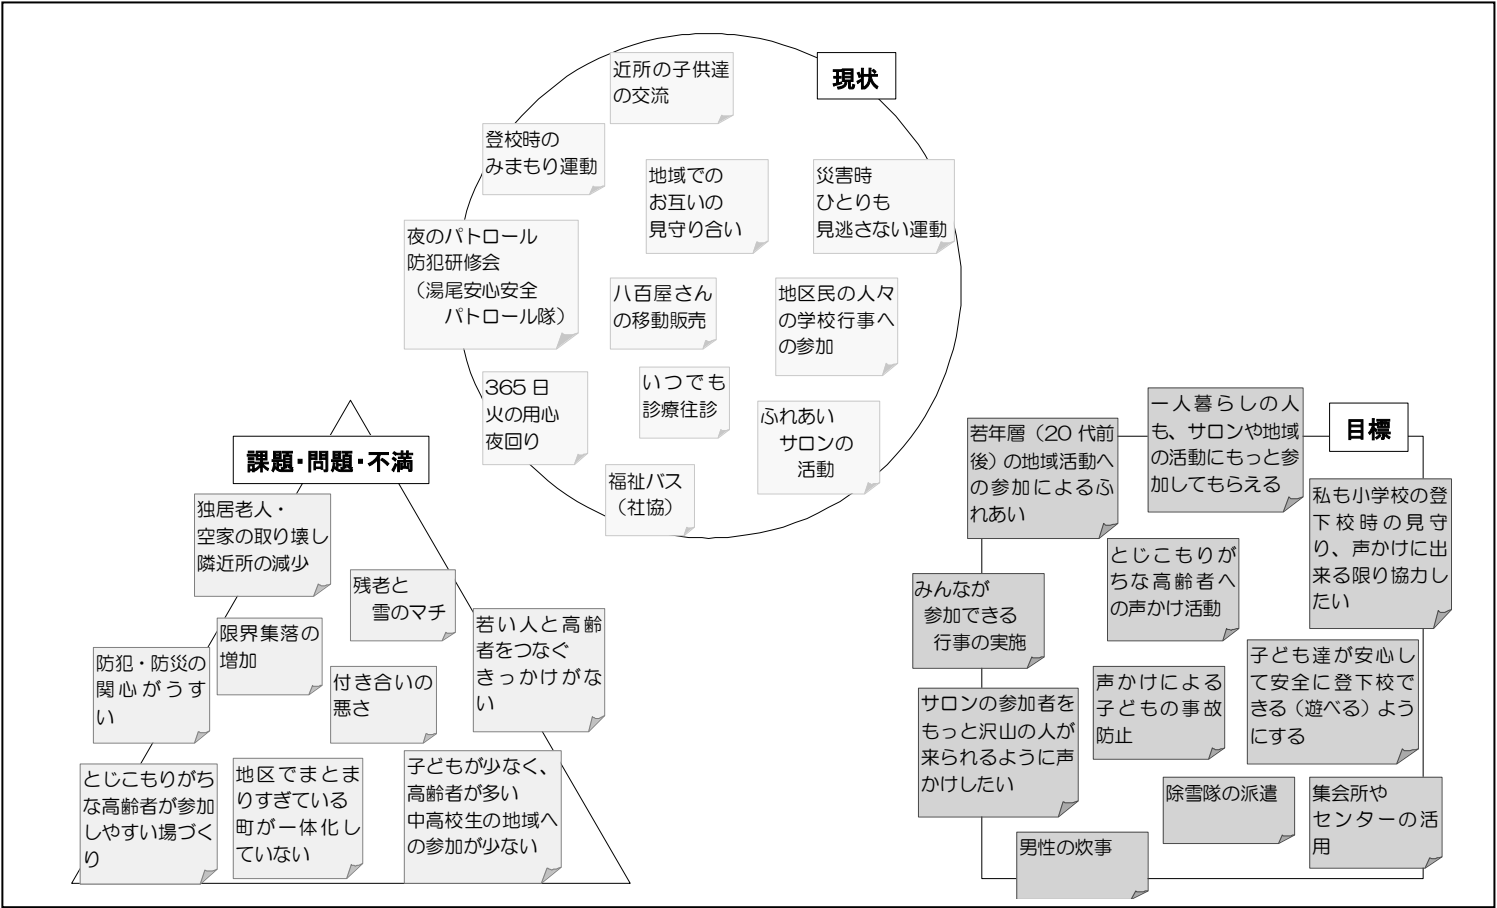 現状
近所の子供達
の交流
登校時の
みまもり運動
地域での
お互いの
見守り合い
災害時
ひとりも
見逃さない運動
夜のパトロール
防犯研修会
（湯尾安心安全
パトロール隊）
八百屋さん
の移動販売
地区民の人々
の学校行事へ
の参加
365 日
火の用心
夜回り
いつでも
診療往診
ふれあい
サロンの
活動
福祉バス
（社協）
課題・問題・不満
独居老人・
空家の取り壊し
隣近所の減少
残老と
雪のマチ
限界集落の
増加
若い人と高齢
者をつなぐ
きっかけがな
い
防犯・防災の
関心がうす
い
付き合いの
悪さ
とじこもりがち
な高齢者が参加
しやすい場づく
り
地区でまとま
りすぎている
町が一体化し
ていない
子どもが少なく、
高齢者が多い
中高校生の地域へ
の参加が少ない
目標
若年層（20 代前
後）の地域活動へ
の参加によるふ
れあい
一人暮らしの人
も、サロンや地域
の活動にもっと参
加してもらえる
私も小学校の登
下校時の見守
り、声かけに出
来る限り協力し
たい
とじこもりが
ちな高齢者へ
の声かけ活動
みんなが
参加できる
行事の実施
子ども達が安心し
て安全に登下校で
きる（遊べる）よう
にする
声かけによる
子どもの事故
防止
サロンの参加者を
もっと沢山の人が
来られるように声
かけしたい
除雪隊の派遣
集会所や
センターの活
用
男性の炊事